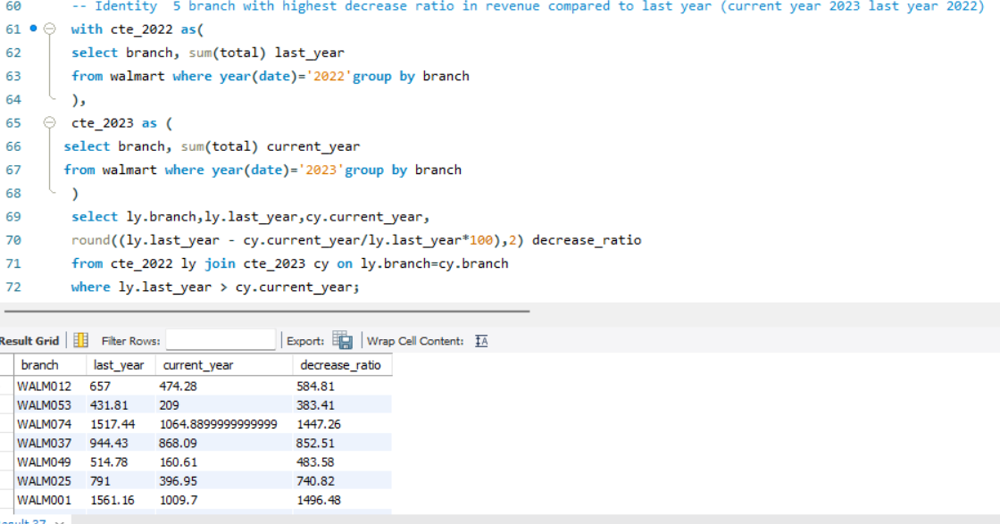 60 -- Identity 5 branch with highest decrease ratio in revenue compared to last year (current year 2023 last year 2022)
61 with cte_2022 as(
62 select branch, sum(total) last_year
63 from walmart where year(date)='2022'group by branch
64 ),
65 cte_2023 as (
66 select branch, sum(total) current_year
67 from walmart where year(date)='2023'group by branch
68 )
69 select ly.branch,ly.last_year,cy.current_year,
70 round((ly.last_year - cy.current_year/ly.last_year*100),2) decrease_ratio
71 from cte_2022 ly join cte_2023 cy on ly.branch=cy.branch
72 where ly.last_year > cy.current_year;
Result Grid Filter Rows: Export: Wrap Cell Content:
branch last_year current_year decrease_ratio
WALM012 657 474.28 584.81
WALM053 431.81 209 383.41
WALM074 1517.44 1064.8899999999999 1447.26
WALM037 944.43 868.09 852.51
WALM049 514.78 160.61 483.58
WALM025 791 396.95 740.82
WALM001 1561.16 1009.7 1496.48